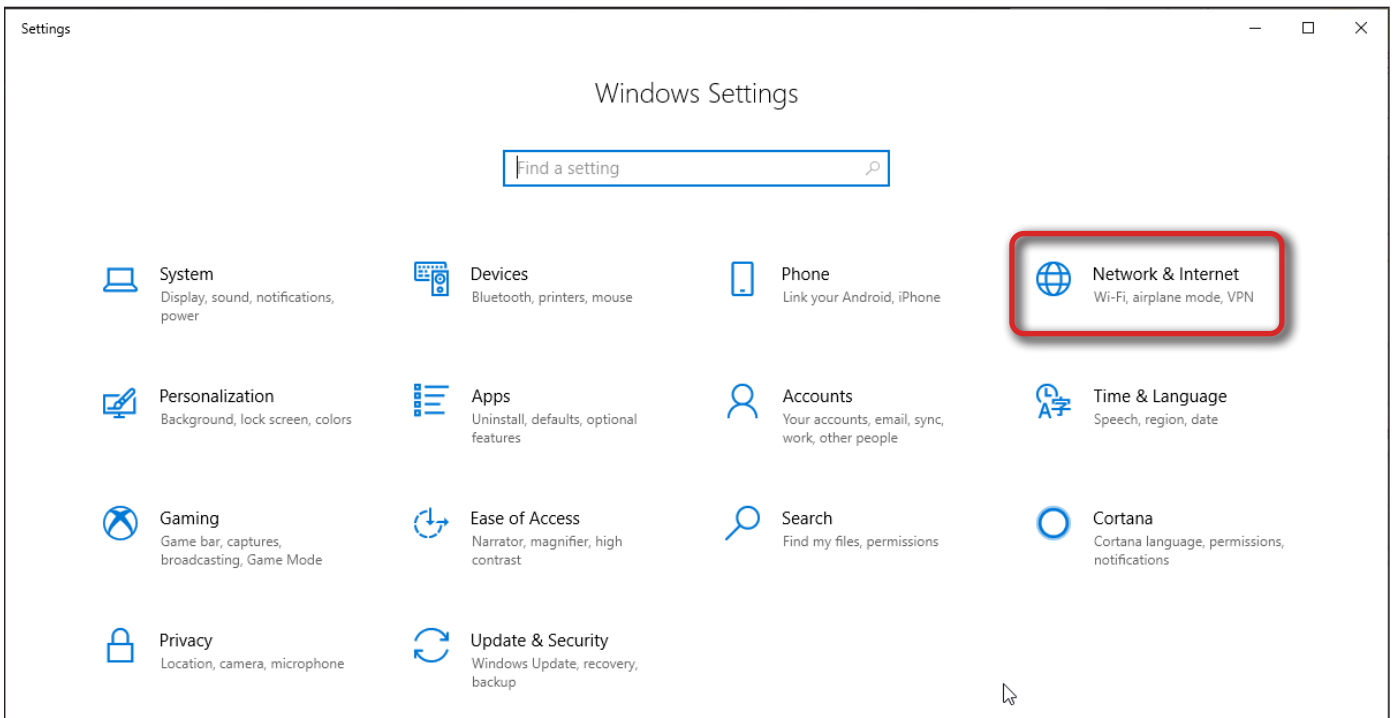 Settings
Windows Settings
Find a setting
System
Display, sound, notifications,
power
Devices
Bluetooth, printers, mouse
Phone
Link your Android, iPhone
Network & Internet
Wi-Fi, airplane mode, VPN
Personalization
Background, lock screen, colors
Apps
Uninstall, defaults, optional
features
Accounts
Your accounts, email, sync,
work, other people
Time & Language
Speech, region, date
Gaming
Game bar, captures,
broadcasting, Game Mode
Ease of Access
Narrator, magnifier, high
contrast
Search
Find my files, permissions
Cortana
Cortana language, permissions,
notifications
Privacy
Location, camera, microphone
Update & Security
Windows Update, recovery,
backup